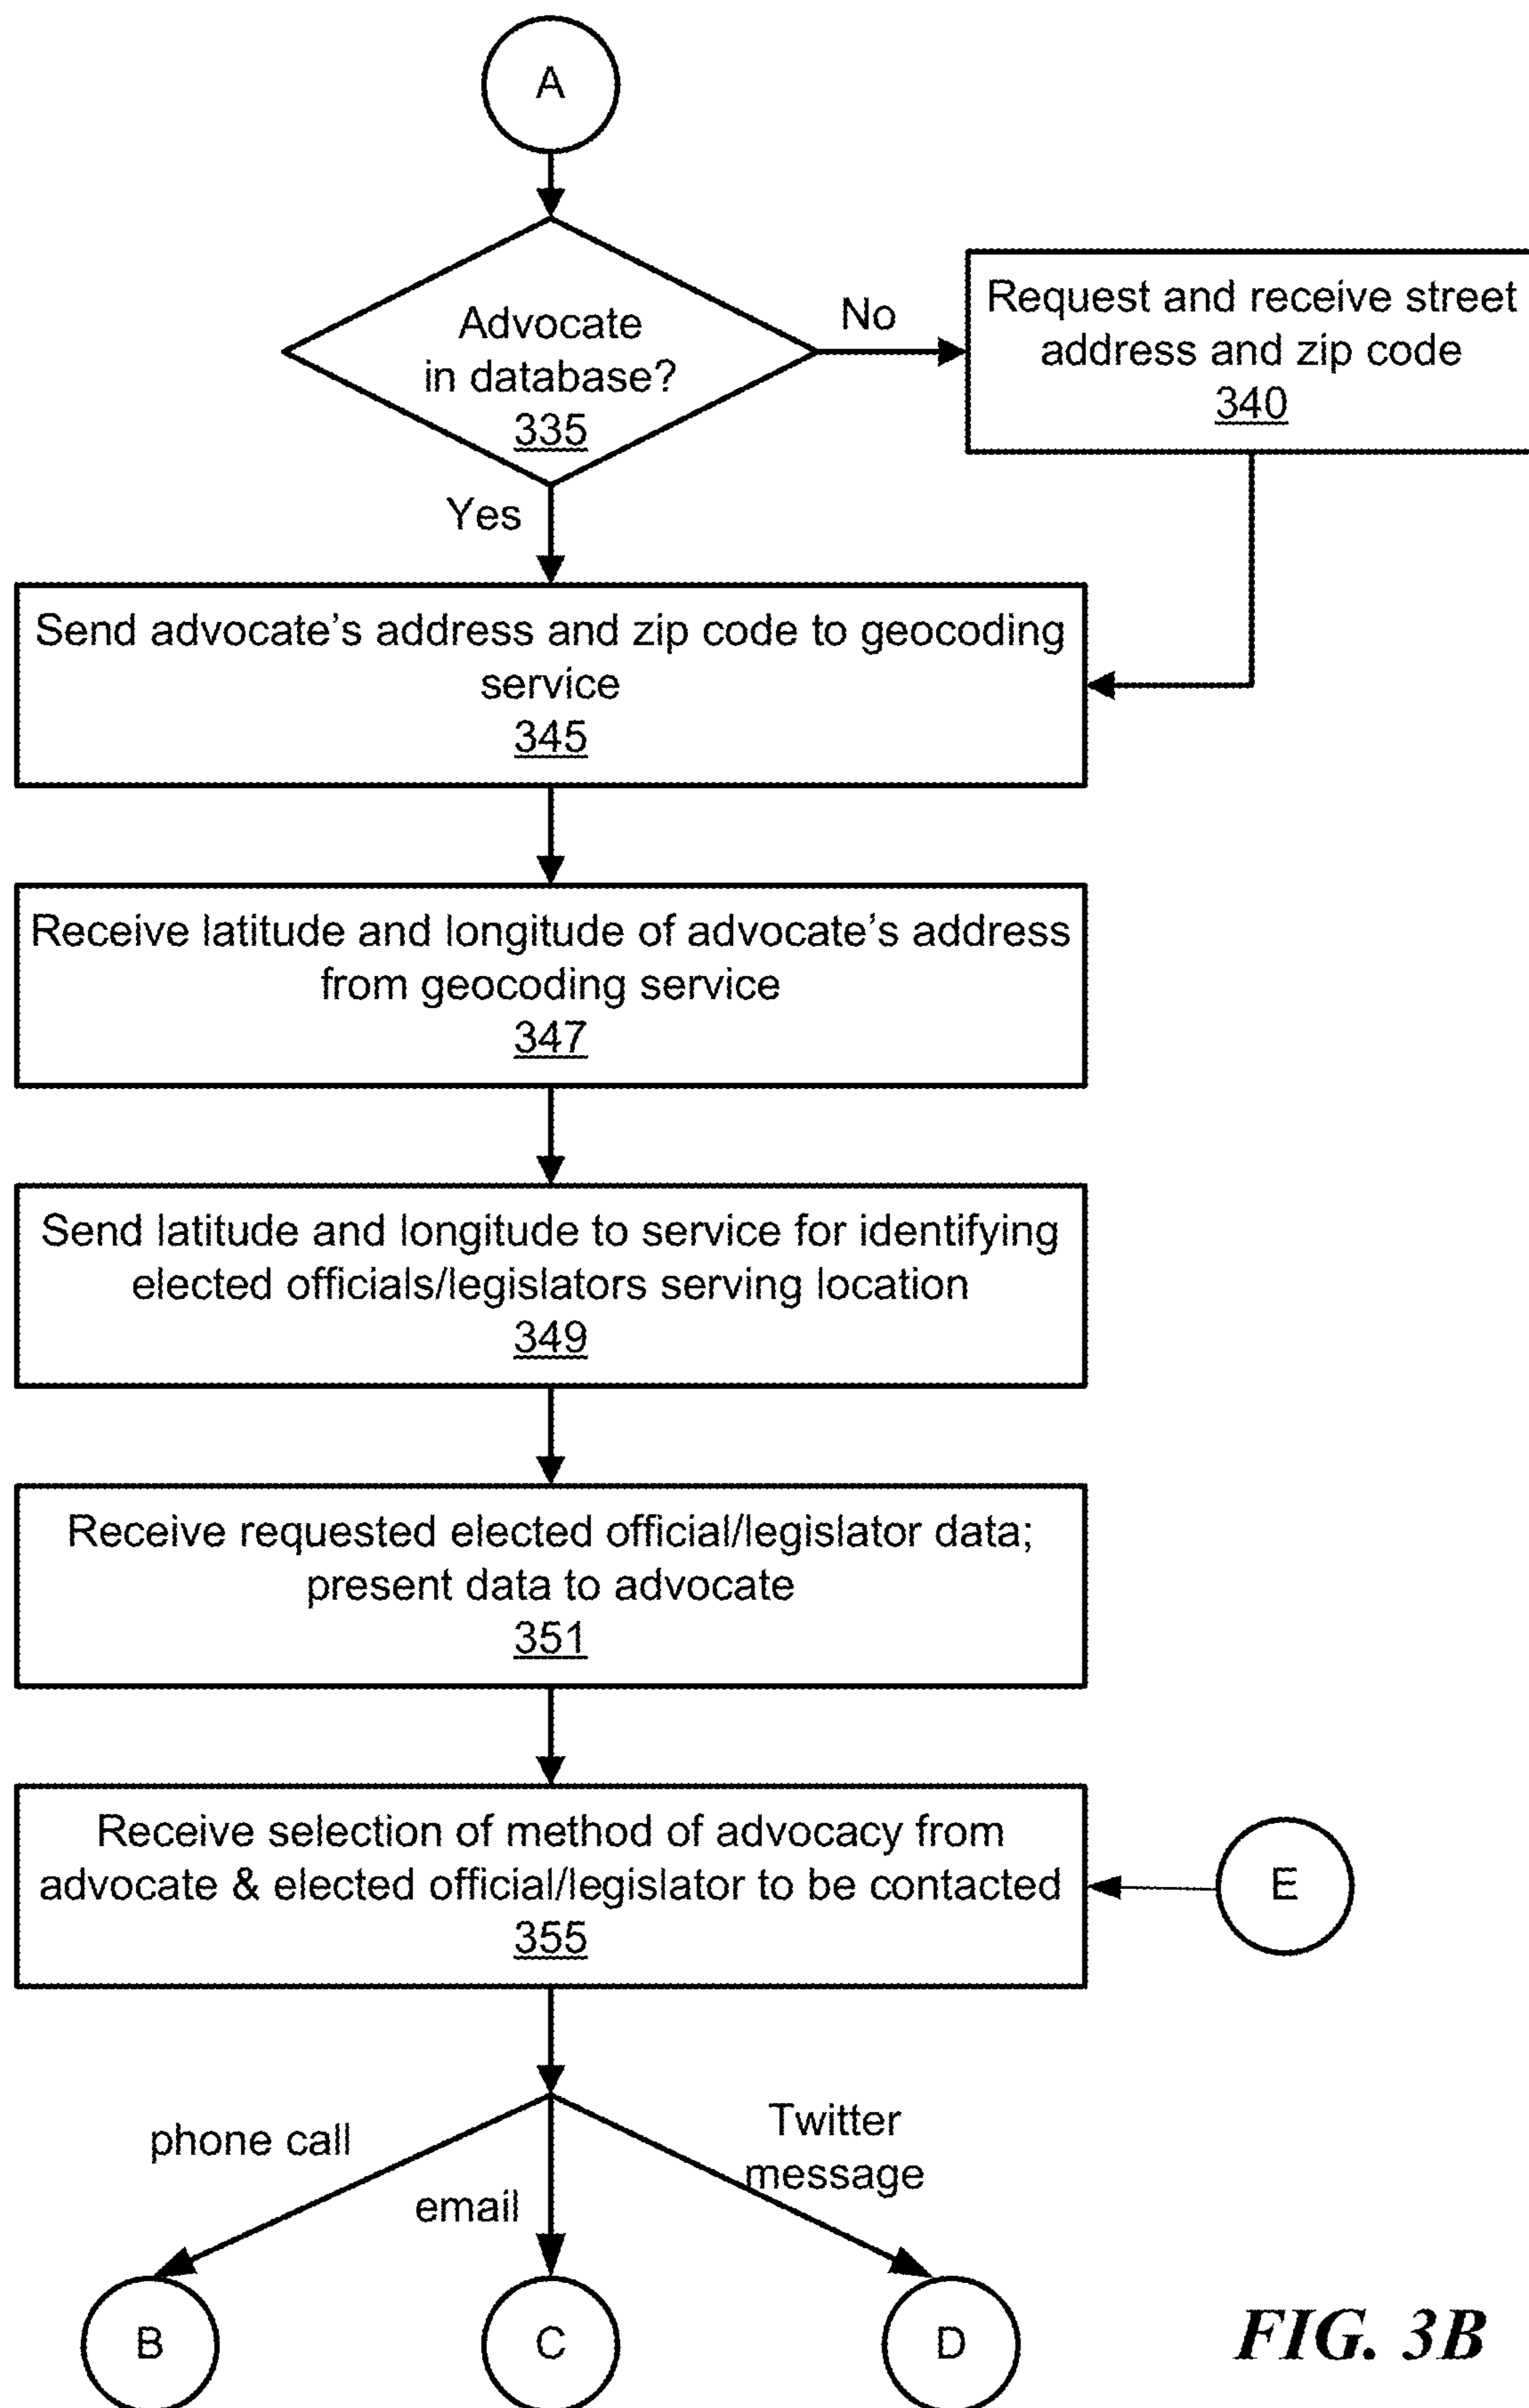 A
Advocate
in database?
335
No
Request and receive street
address and zip code
340
Yes
Send advocate’s address and zip code to geocoding
service
345
Receive latitude and longitude of advocate’s address
from geocoding service
347
Send latitude and longitude to service for identifying
elected officials/legislators serving location
349
Receive requested elected official/legislator data;
present data to advocate
351
Receive selection of method of advocacy from
advocate & elected official/legislator to be contacted
355
E
phone call
email
Twitter
message
B
C
D
FIG. 3B